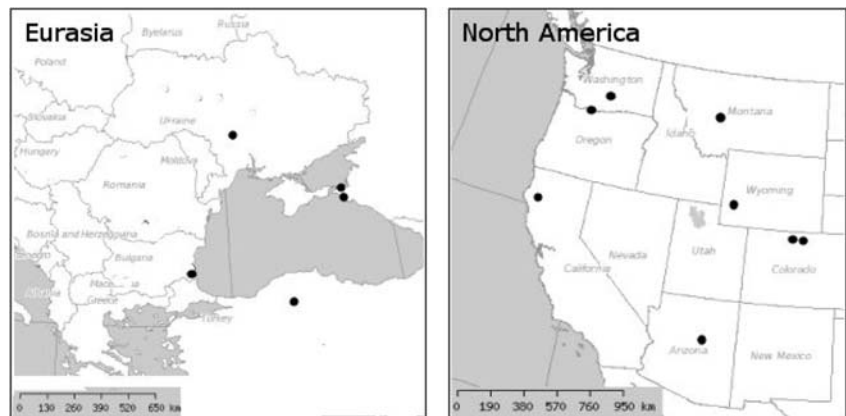 Eurasia
Byelarus
Russia
Poland
Slovakia
Ukraine
Hungary
Moldova
Romania
Bosnia and Herzegovina
Bulgaria
Albania
Greece
Turkey
0 130 260 390 520 650 km
North America
Washington
Montana
Oregon
Idaho
Wyoming
Nevada
Utah
Colorado
California
Arizona
New Mexico
0 190 380 570 760 950 km